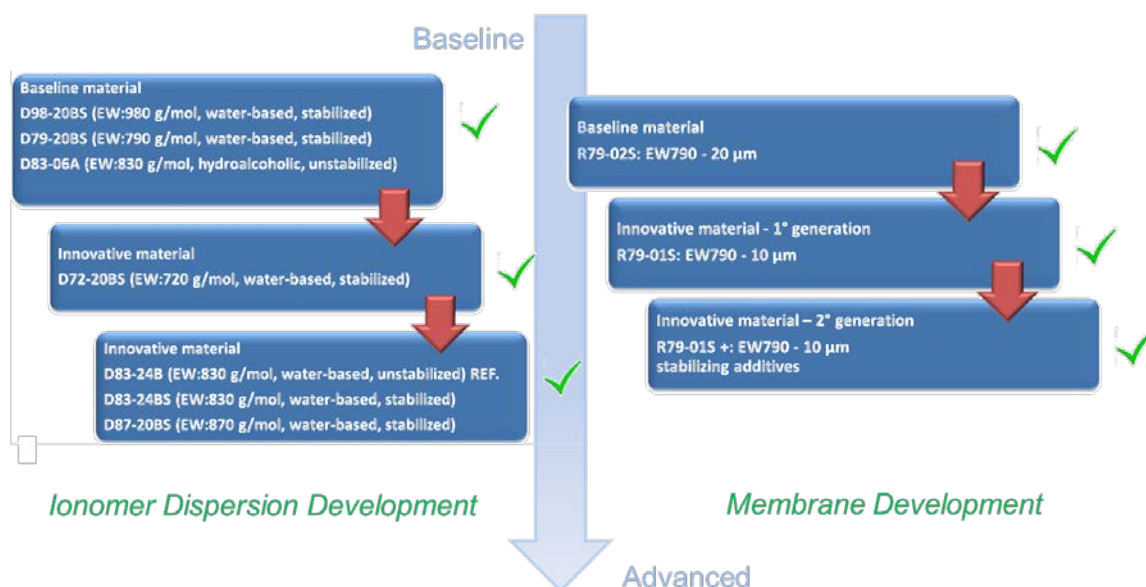 Baseline
Baseline material
D98-20BS (EW:980 g/mol, water-based, stabilized)
D79-20BS (EW:790 g/mol, water-based, stabilized)
D83-06A (EW:830 g/mol, hydroalcoholic, unstabilized)
Innovative material
D72-20BS (EW:720 g/mol, water-based, stabilized)
Innovative material
D83-24B (EW:830 g/mol, water-based, unstabilized) REF.
D83-24BS (EW:830 g/mol, water-based, stabilized)
D87-20BS (EW:870 g/mol, water-based, stabilized)
Ionomer Dispersion Development
Baseline material
R79-02S: EW790 - 20 µm
Innovative material - 1° generation
R79-01S: EW790 - 10 µm
Innovative material – 2° generation
R79-01S +: EW790 - 10 µm
stabilizing additives
Membrane Development
Advanced